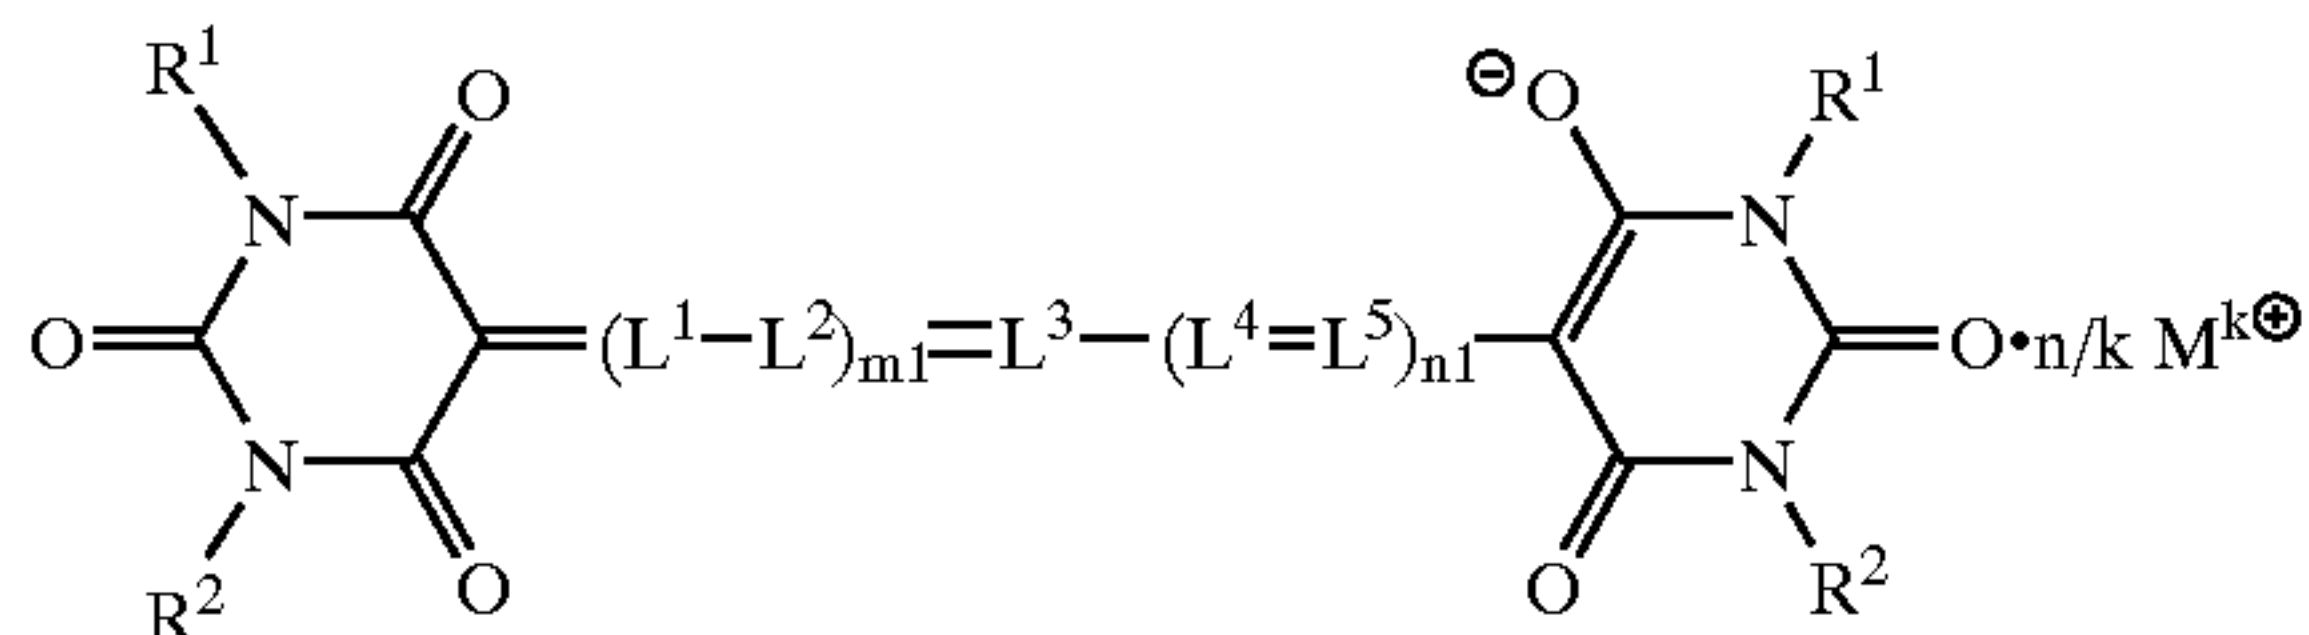 R¹ O ⊖O R¹
N N
O (L¹—L²)m1=L³—(L⁴=L⁵)n1 O•n/k Mᵏ⊕
N N
R² O O R²